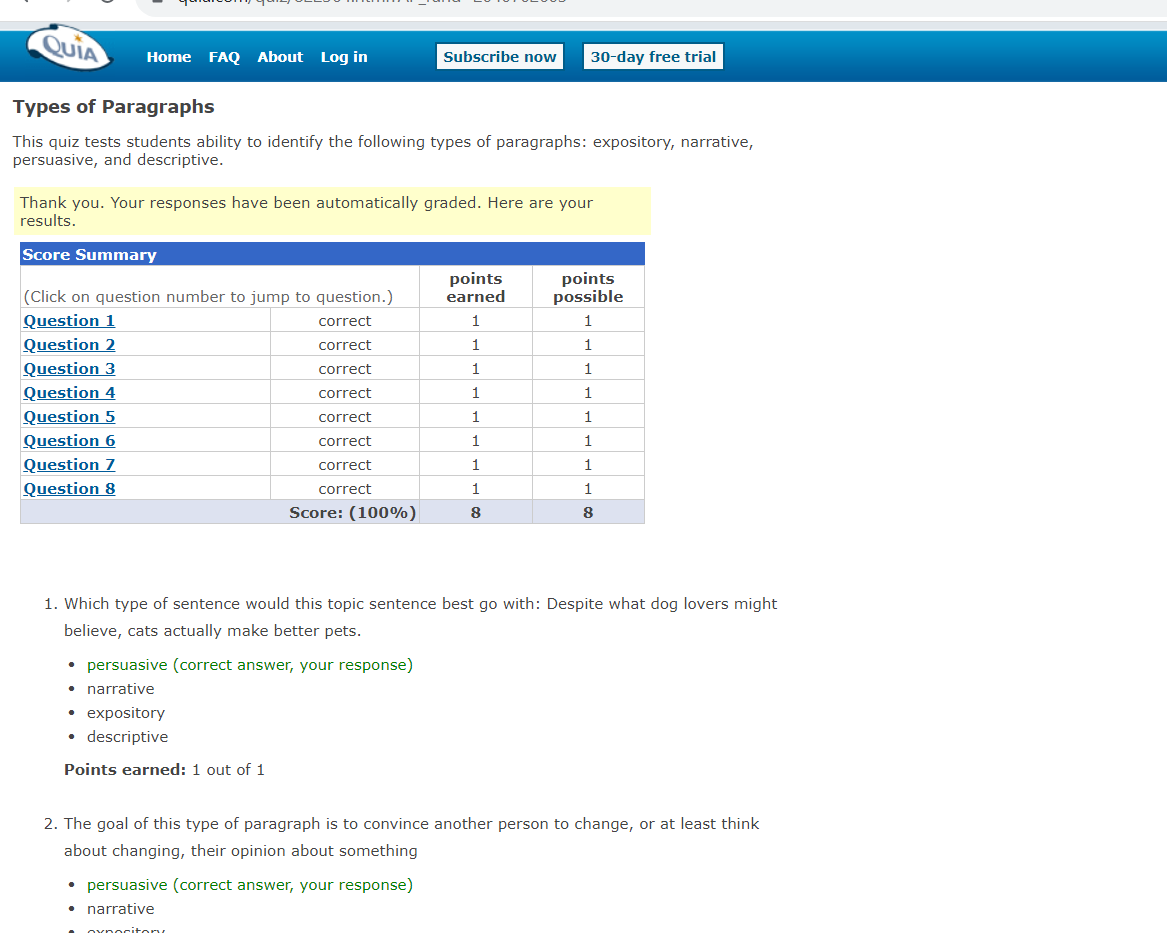 QUIA
Home FAQ About Log in Subscribe now 30-day free trial
Types of Paragraphs
This quiz tests students ability to identify the following types of paragraphs: expository, narrative,
persuasive, and descriptive.
Thank you. Your responses have been automatically graded. Here are your
results.
Score Summary
(Click on question number to jump to question.) points earned points possible
Question 1 correct 1 1
Question 2 correct 1 1
Question 3 correct 1 1
Question 4 correct 1 1
Question 5 correct 1 1
Question 6 correct 1 1
Question 7 correct 1 1
Question 8 correct 1 1
Score: (100%) 8 8
1. Which type of sentence would this topic sentence best go with: Despite what dog lovers might
believe, cats actually make better pets.
• persuasive (correct answer, your response)
• narrative
• expository
• descriptive
Points earned: 1 out of 1
2. The goal of this type of paragraph is to convince another person to change, or at least think
about changing, their opinion about something
• persuasive (correct answer, your response)
• narrative
• expository